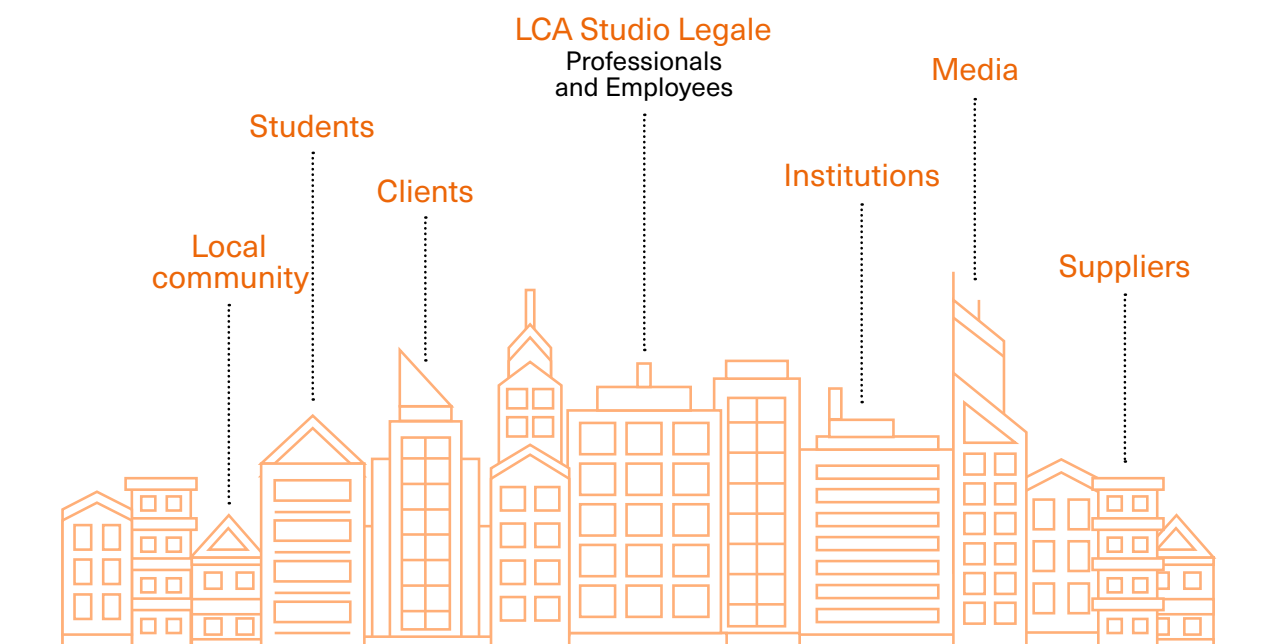 LCA Studio Legale
Professionals
and Employees
Media
Students
Institutions
Clients
Local
community
Suppliers